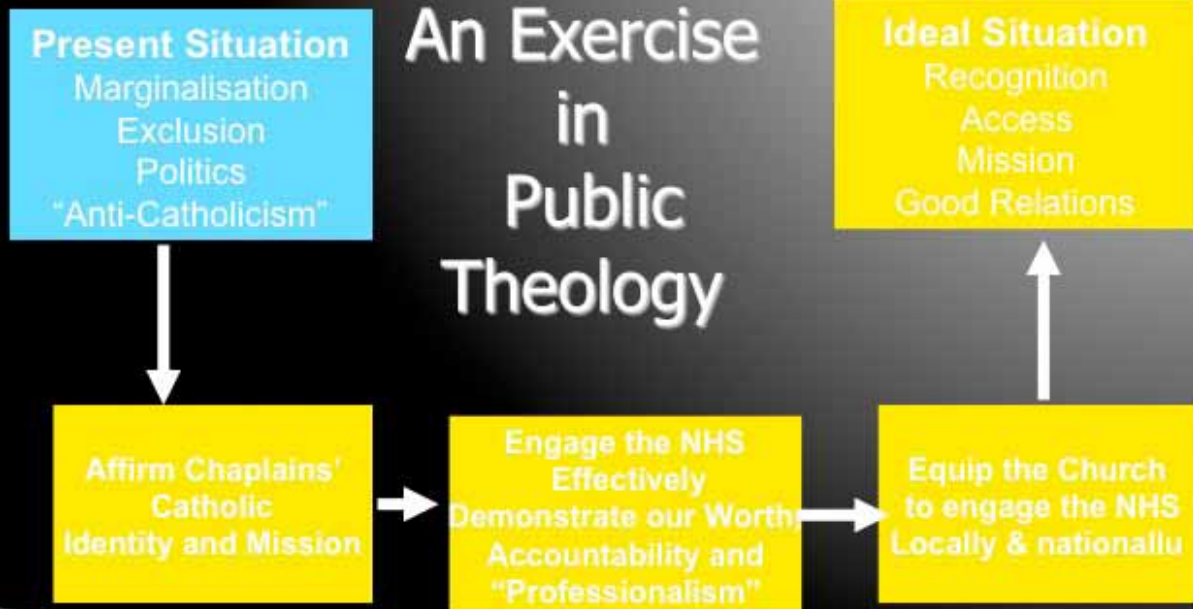 An Exercise
in
Public
Theology
Present Situation
Marginalisation
Exclusion
Politics
“Anti-Catholicism”
Ideal Situation
Recognition
Access
Mission
Good Relations
Affirm Chaplains’
Catholic
Identity and Mission
Engage the NHS
Effectively
Demonstrate our Worth,
Accountability and
“Professionalism”
Equip the Church
to engage the NHS
Locally & nationallu